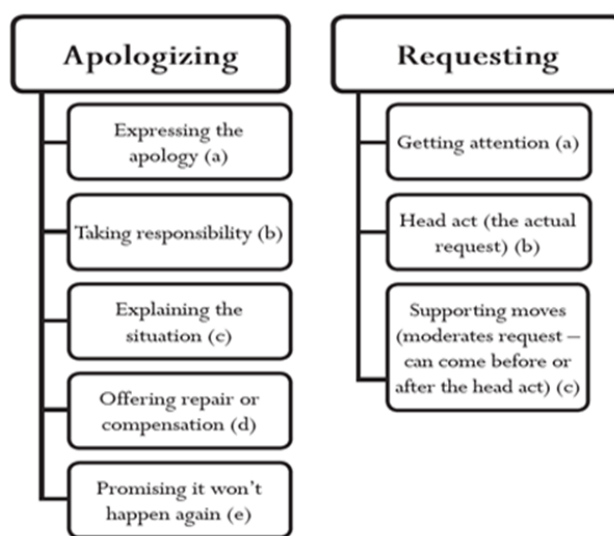 Apologizing
Expressing the
apology (a)
Taking responsibility (b)
Explaining the
situation (c)
Offering repair or
compensation (d)
Promising it won't
happen again (e)
Requesting
Getting attention (a)
Head act (the actual
request) (b)
Supporting moves
(moderates request –
can come before or
after the head act) (c)